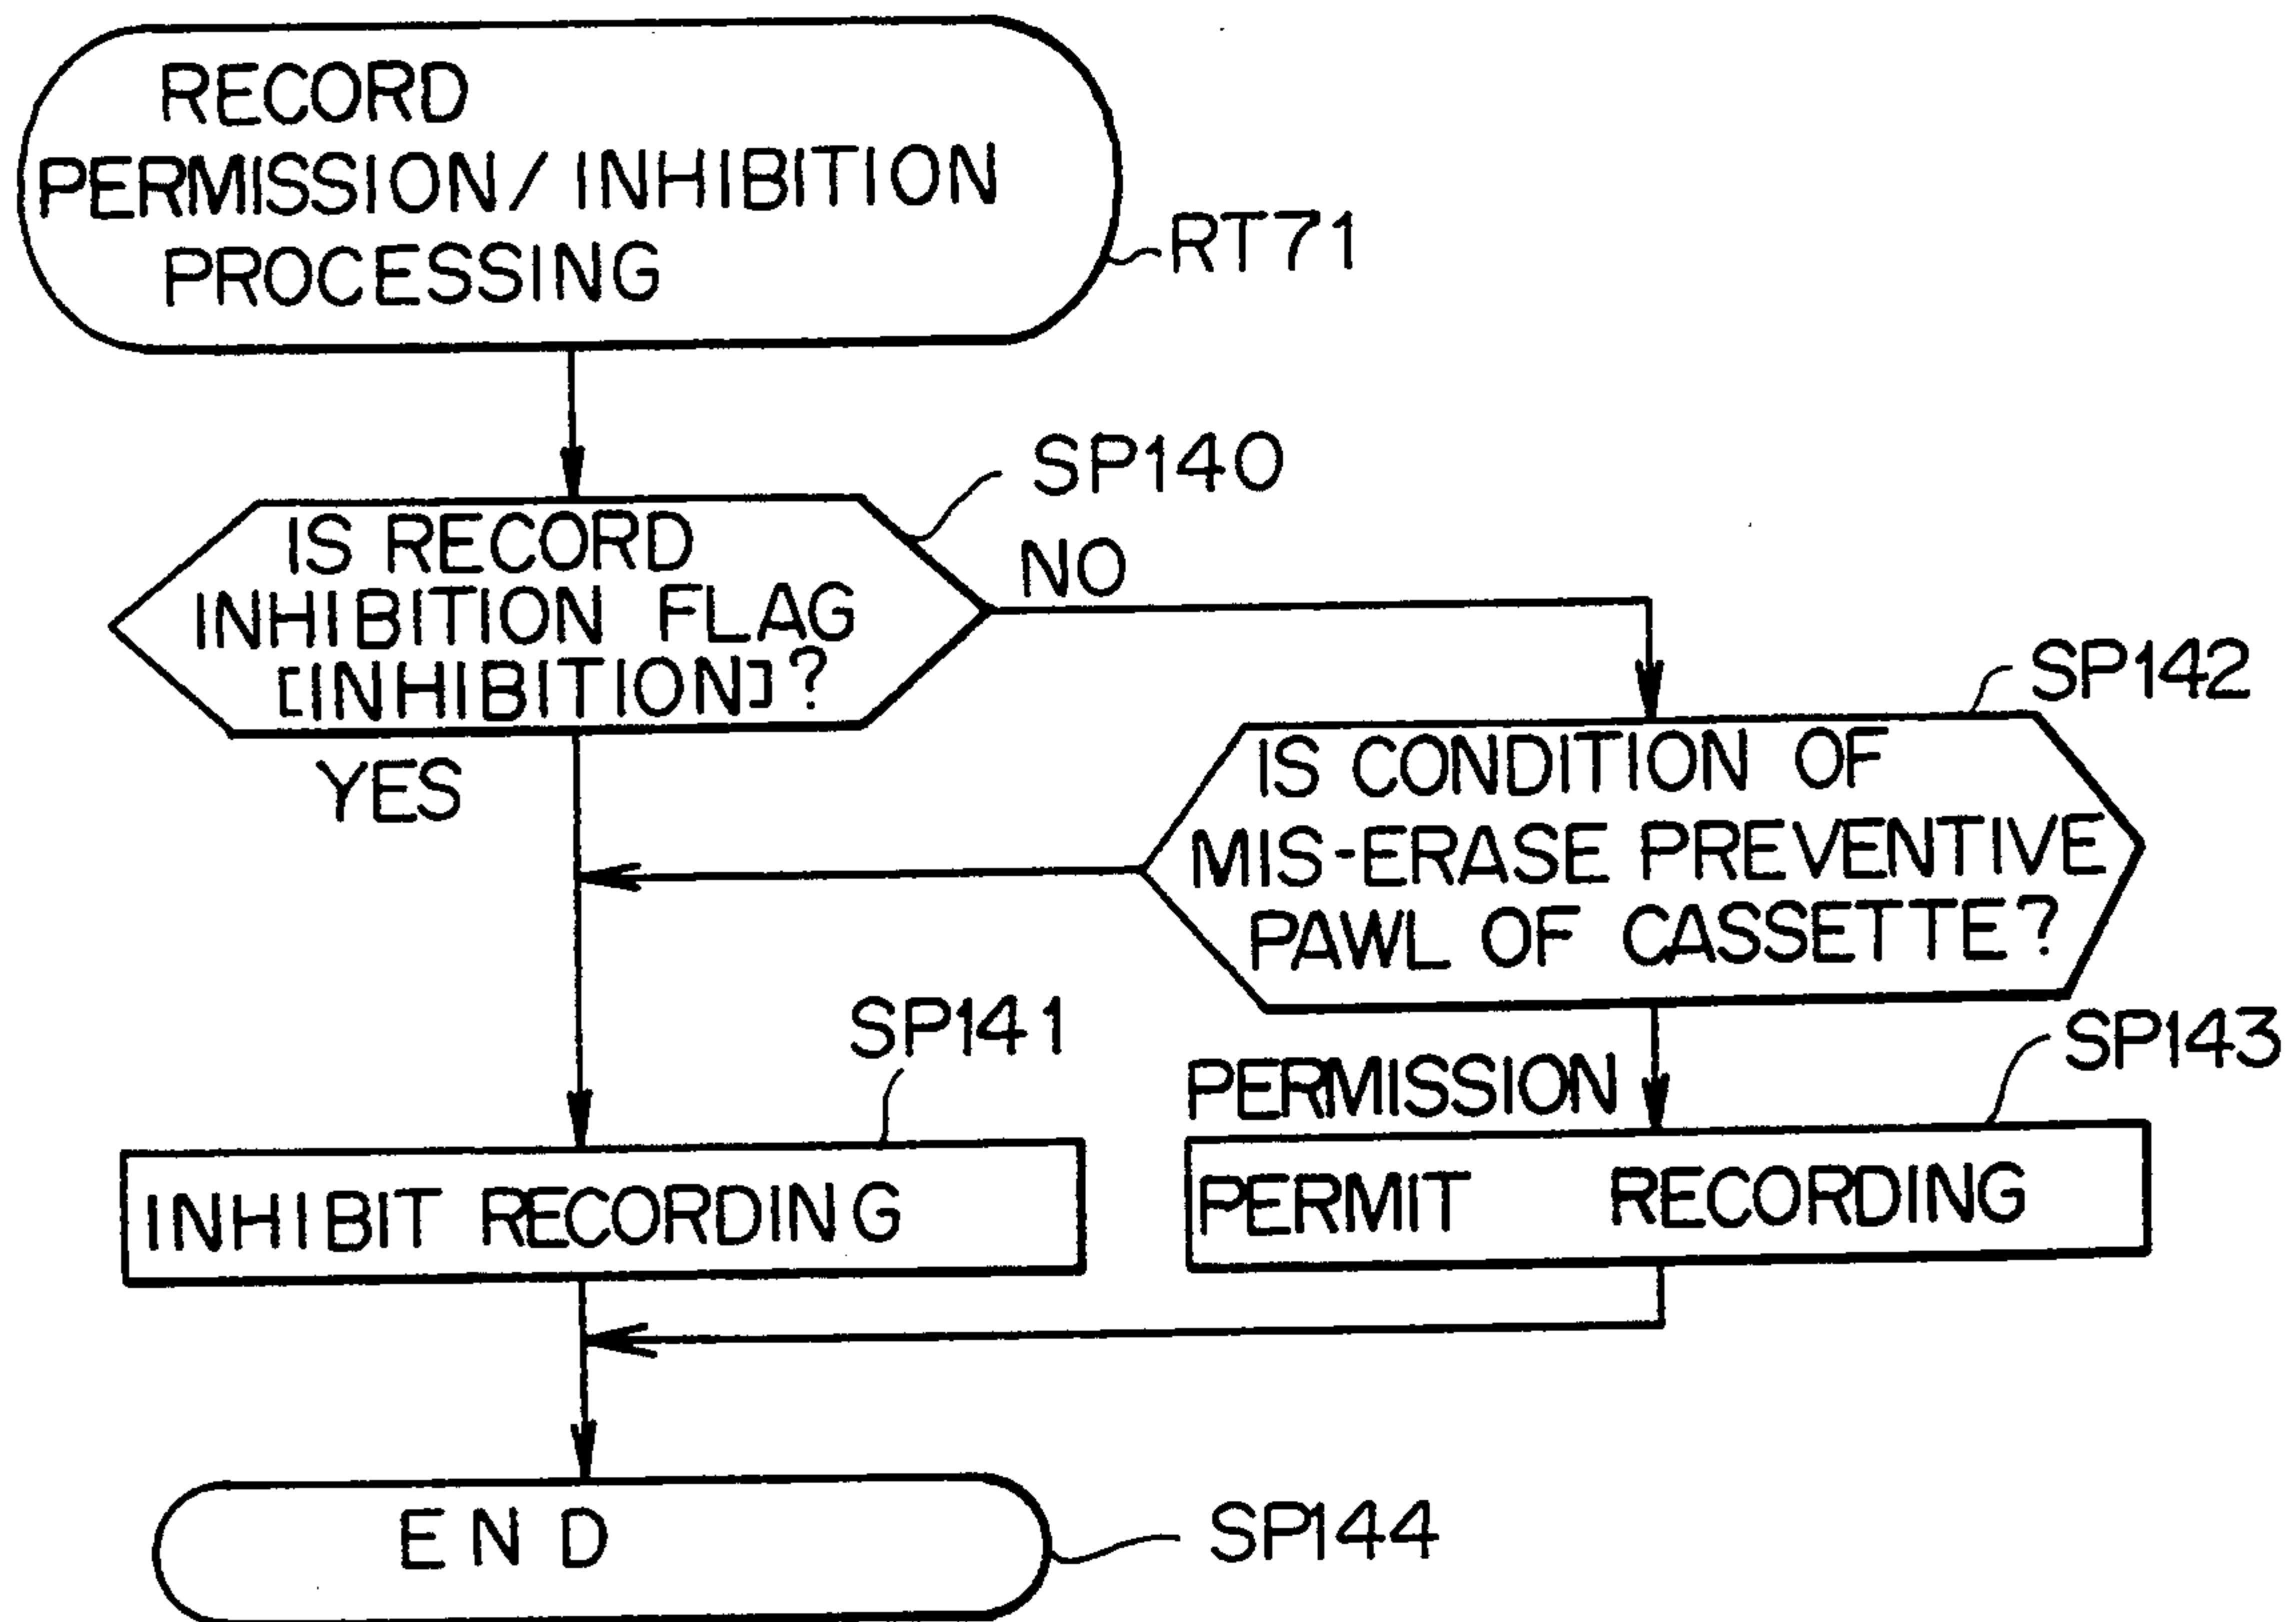 RECORD
PERMISSION/INHIBITION
PROCESSING
RT71
SP140
IS RECORD
INHIBITION FLAG
[INHIBITION]?
NO
YES
SP142
IS CONDITION OF
MIS-ERASE PREVENTIVE
PAWL OF CASSETTE?
SP141
PERMISSION
SP143
INHIBIT RECORDING
PERMIT RECORDING
END
SP144